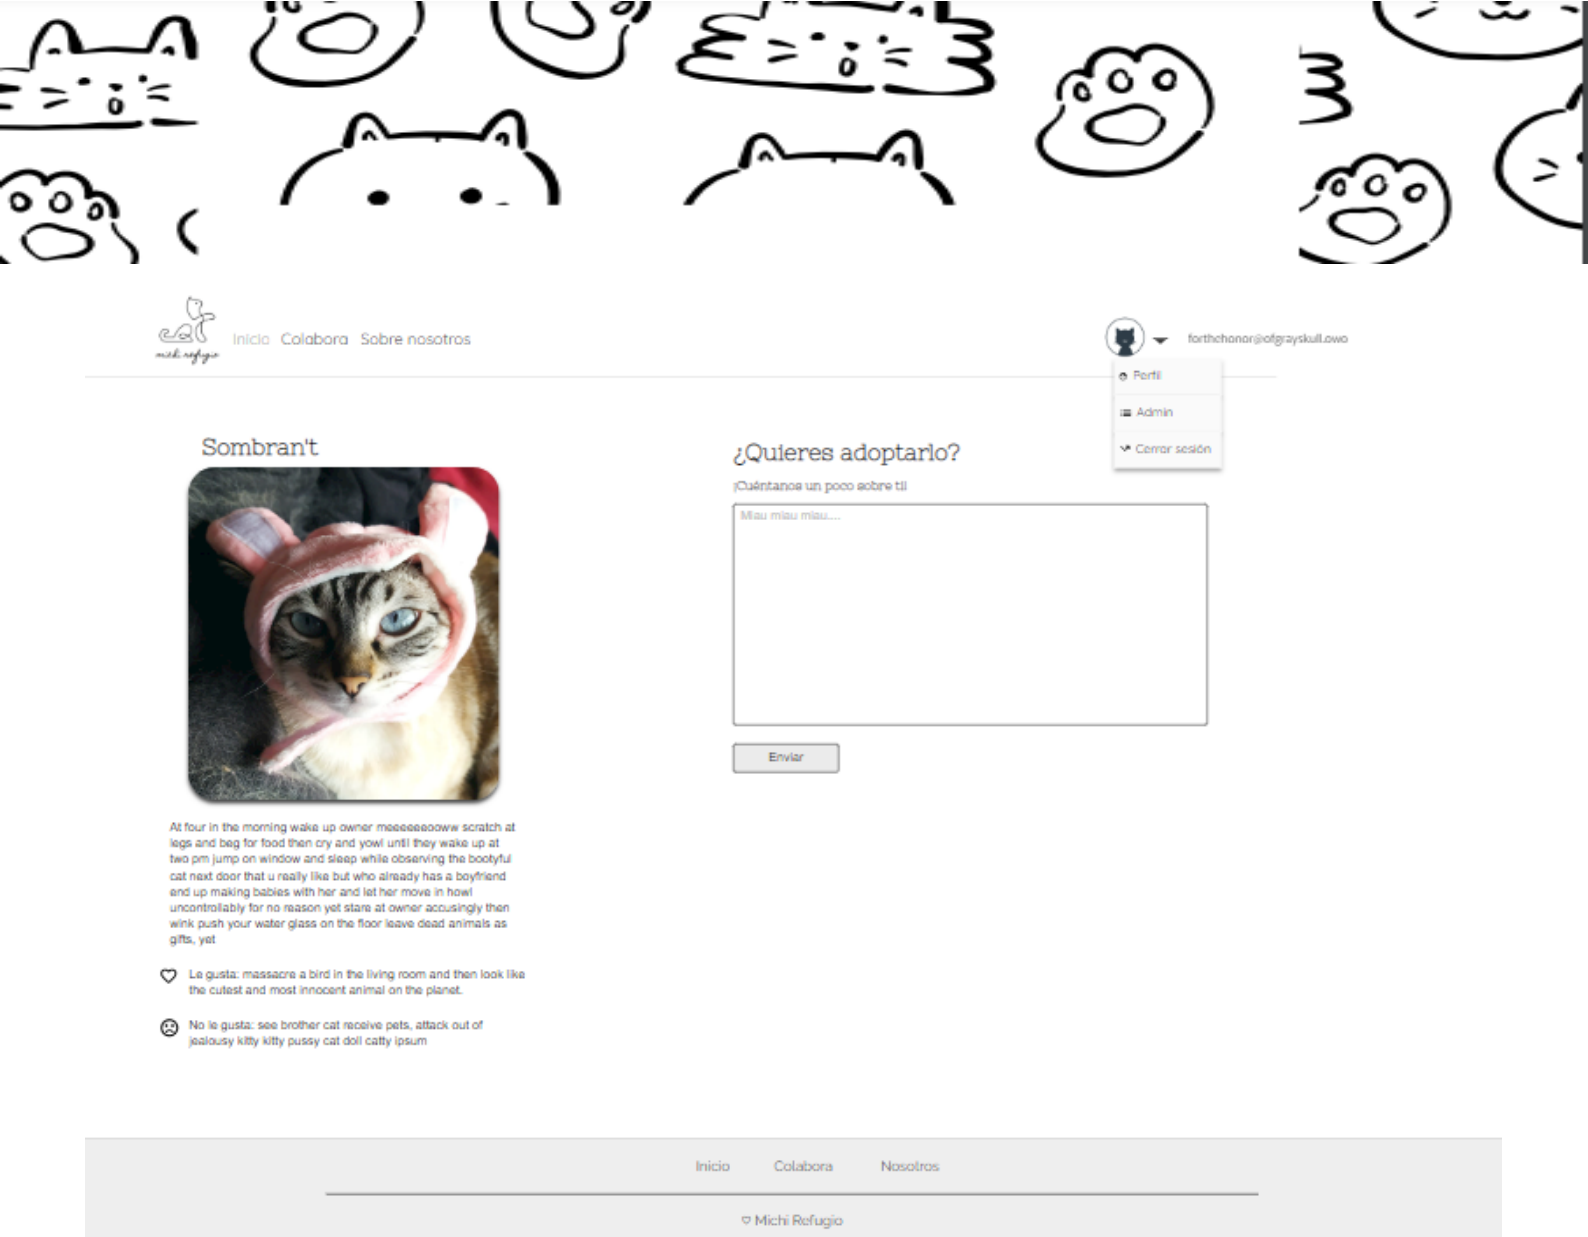 michi refugio
Inicio Colabora Sobre nosotros
forthehonor@ofgrayskull.owo
Perfil
Admin
Cerrar sesión
Sombran't
¿Quieres adoptarlo?
¡Cuéntanos un poco sobre ti!
Miau miau miau....
Enviar
At four in the morning wake up owner meeeeeeooww scratch at
legs and beg for food then cry and yowl until they wake up at
two pm jump on window and sleep while observing the bootyful
cat next door that u really like but who already has a boyfriend
end up making babies with her and let her move in howl
uncontrollably for no reason yet stare at owner accusingly then
wink push your water glass on the floor leave dead animals as
gifts, yet
Le gusta: massacre a bird in the living room and then look like
the cutest and most innocent animal on the planet.
No le gusta: see brother cat receive pets, attack out of
jealousy kitty kitty pussy cat doll catty ipsum
Inicio Colabora Nosotros
Michi Refugio